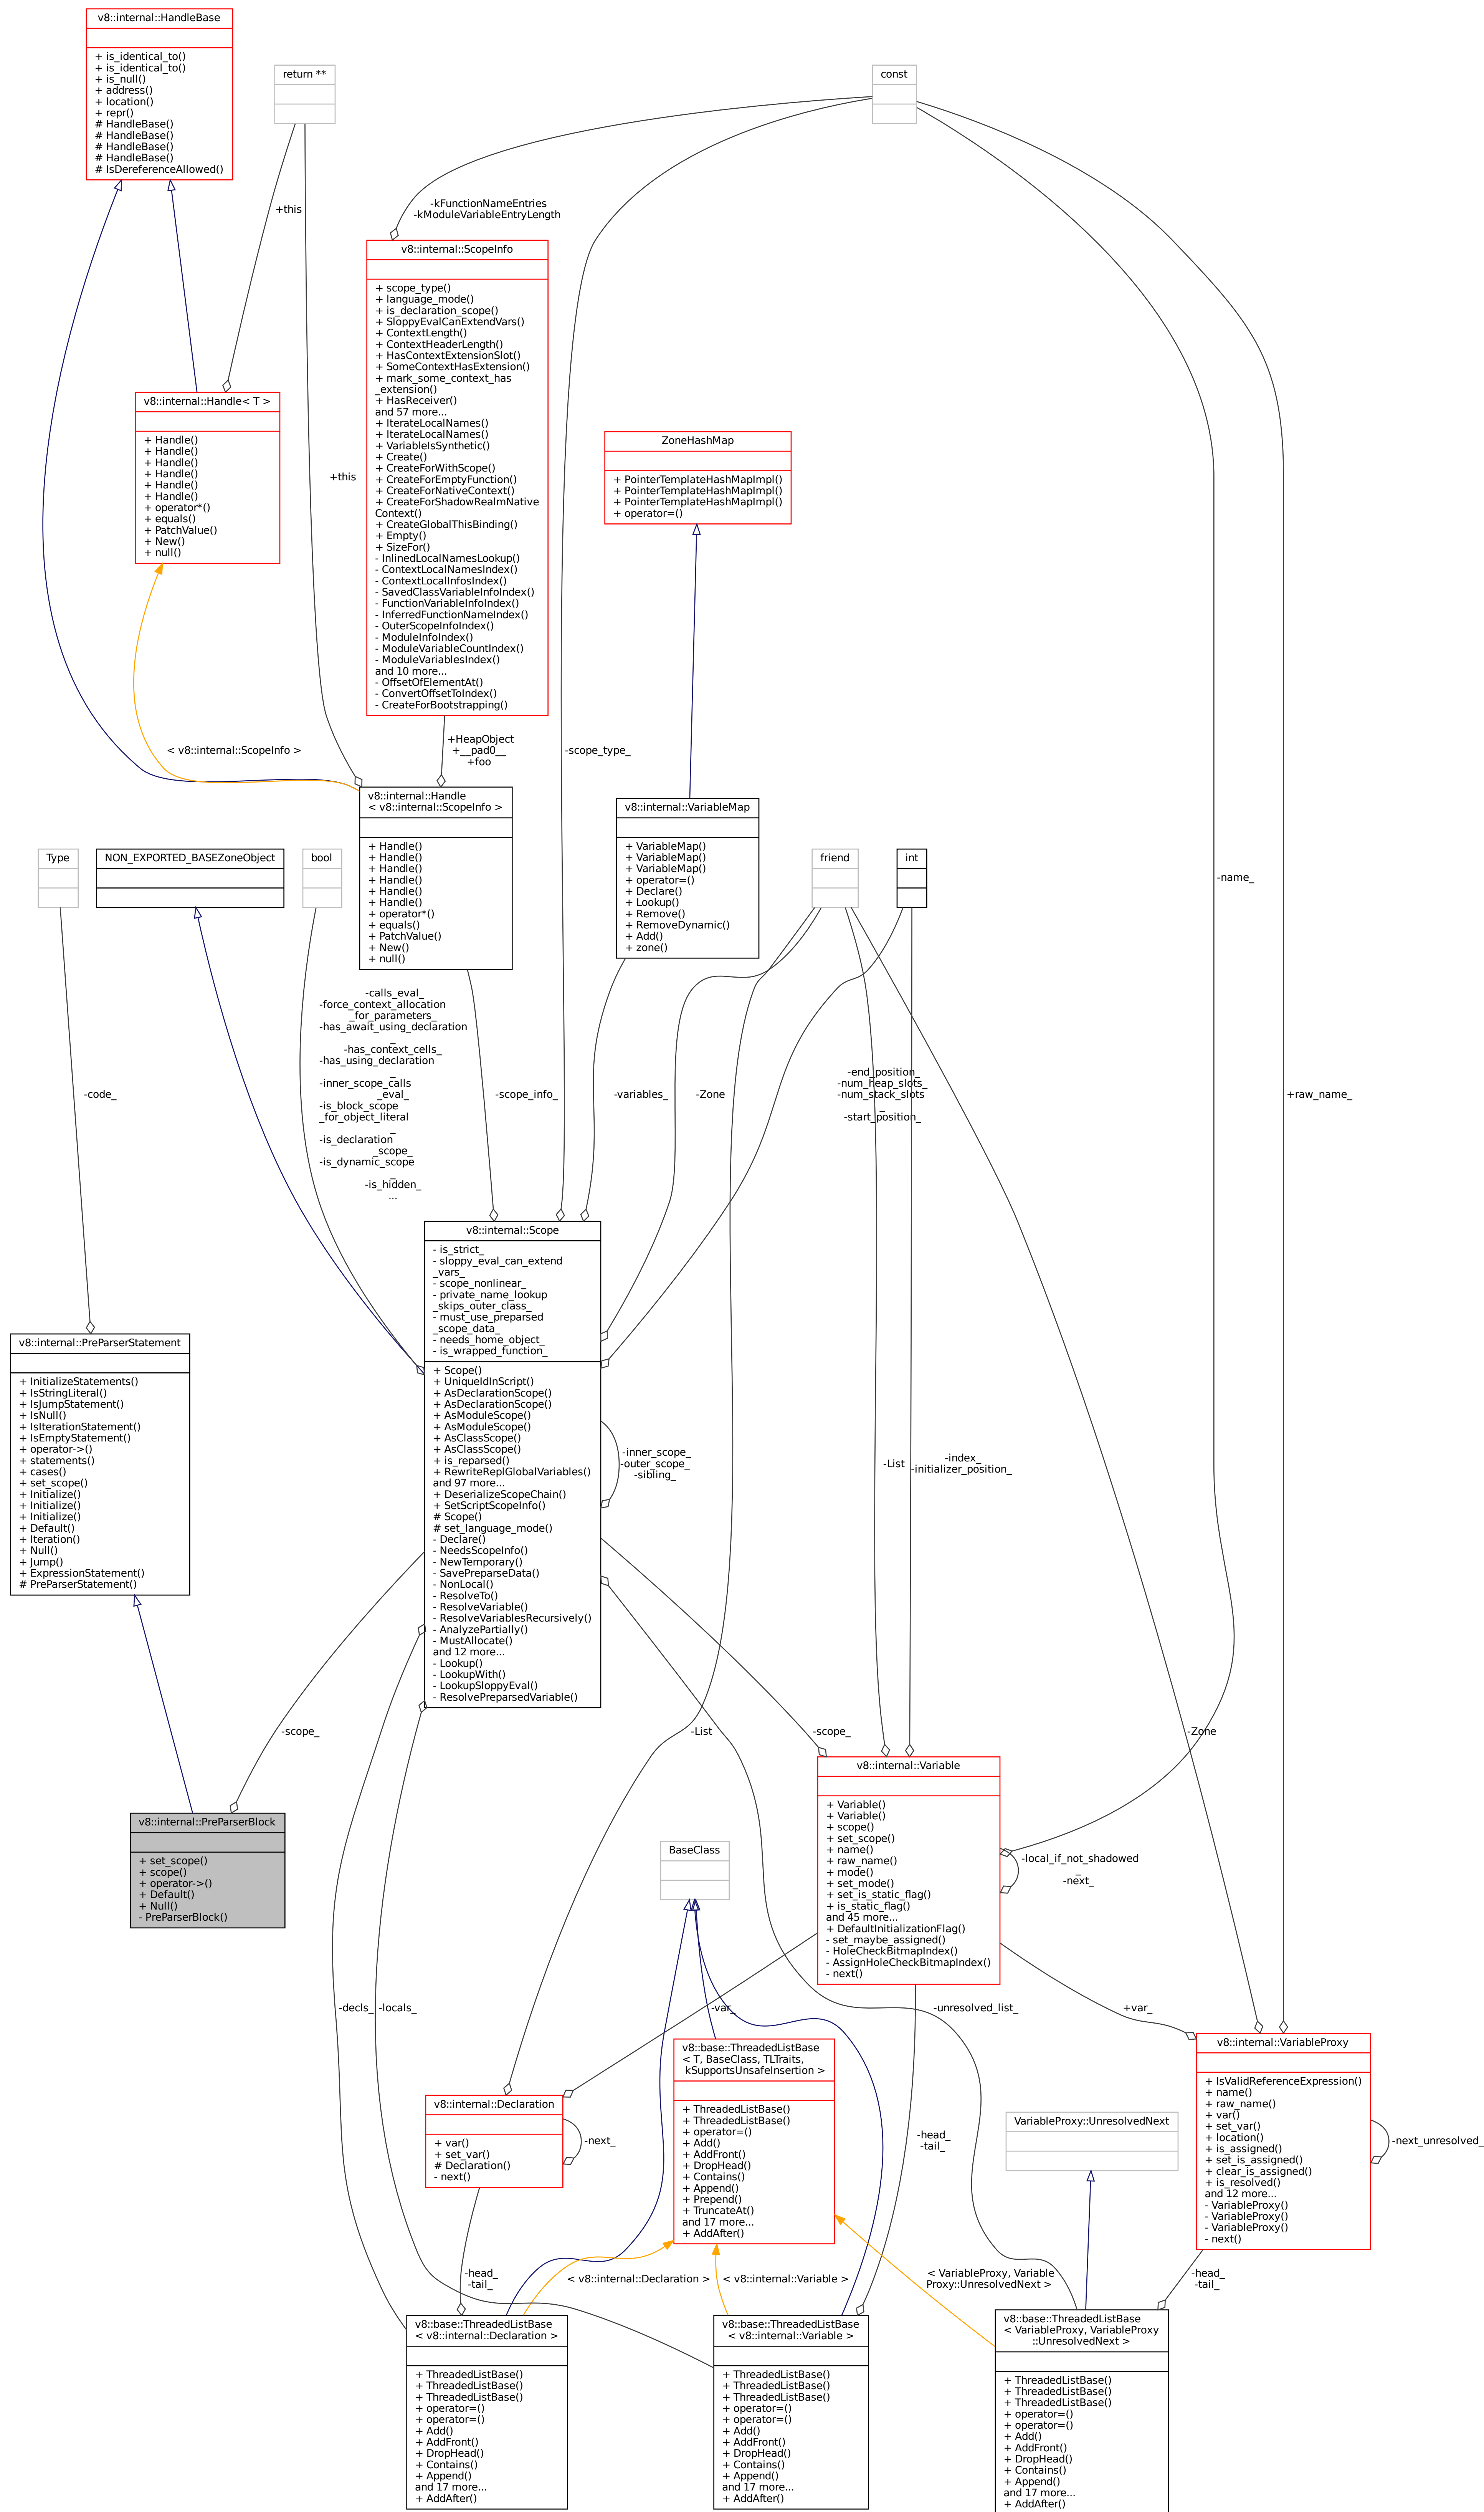 v8::internal::HandleBase
+ is_identical_to()
+ is_identical_to()
+ is_null()
+ address()
+ location()
+ repr()
# HandleBase()
# HandleBase()
# HandleBase()
# HandleBase()
# IsDereferenceAllowed()
return **
const
+this
-kFunctionNameEntries
-kModuleVariableEntryLength
v8::internal::ScopeInfo
+ scope_type()
+ language_mode()
+ is_declaration_scope()
+ SloppyEvalCanExtendVars()
+ ContextLength()
+ ContextHeaderLength()
+ HasContextExtensionSlot()
+ SomeContextHasExtension()
+ mark_some_context_has
_extension()
+ HasReceiver()
and 57 more...
+ IterateLocalNames()
+ IterateLocalNames()
+ VariableIsSynthetic()
+ Create()
+ CreateForWithScope()
+ CreateForEmptyFunction()
+ CreateForNativeContext()
+ CreateForShadowRealmNative
Context()
+ CreateGlobalThisBinding()
+ Empty()
+ SizeFor()
- InlinedLocalNamesLookup()
- ContextLocalNamesIndex()
- ContextLocalInfosIndex()
- SavedClassVariableInfoIndex()
- FunctionVariableInfoIndex()
- InferredFunctionNameIndex()
- OuterScopeInfoIndex()
- ModuleInfoIndex()
- ModuleVariableCountIndex()
- ModuleVariablesIndex()
and 10 more...
- OffsetOfElementAt()
- ConvertOffsetToIndex()
- CreateForBootstrapping()
v8::internal::Handle< T >
+ Handle()
+ Handle()
+ Handle()
+ Handle()
+ Handle()
+ Handle()
+ operator*()
+ equals()
+ PatchValue()
+ New()
+ null()
+this
ZoneHashMap
+ PointerTemplateHashMapImpl()
+ PointerTemplateHashMapImpl()
+ PointerTemplateHashMapImpl()
+ operator=()
< v8::internal::ScopeInfo >
+HeapObject
+__pad0__
+foo
-scope_type_
v8::internal::Handle
< v8::internal::ScopeInfo >
+ Handle()
+ Handle()
+ Handle()
+ Handle()
+ Handle()
+ Handle()
+ operator*()
+ equals()
+ PatchValue()
+ New()
+ null()
v8::internal::VariableMap
+ VariableMap()
+ VariableMap()
+ VariableMap()
+ operator=()
+ Declare()
+ Lookup()
+ Remove()
+ RemoveDynamic()
+ Add()
+ zone()
Type
NON_EXPORTED_BASEZoneObject
bool
friend
int
-name_
-code_
-calls_eval_
-force_context_allocation
_for_parameters_
-has_await_using_declaration
_
-has_context_cells_
-has_using_declaration
_
-inner_scope_calls
_eval_
-is_block_scope
_for_object_literal
_
-is_declaration
_scope_
-is_dynamic_scope
_
-is_hidden_
...
-scope_info_
-variables_
-Zone
-end_position_
-num_heap_slots_
-num_stack_slots
_
-start_position_
+raw_name_
v8::internal::Scope
- is_strict_
- sloppy_eval_can_extend
_vars_
- scope_nonlinear_
- private_name_lookup
_skips_outer_class_
- must_use_preparsed
_scope_data_
- needs_home_object_
- is_wrapped_function_
+ Scope()
+ UniqueIdInScript()
+ AsDeclarationScope()
+ AsDeclarationScope()
+ AsModuleScope()
+ AsModuleScope()
+ AsClassScope()
+ AsClassScope()
+ is_reparsed()
+ RewriteReplGlobalVariables()
and 97 more...
+ DeserializeScopeChain()
+ SetScriptScopeInfo()
# Scope()
# set_language_mode()
- Declare()
- NeedsScopeInfo()
- NewTemporary()
- SavePreparseData()
- NonLocal()
- ResolveTo()
- ResolveVariable()
- ResolveVariablesRecursively()
- AnalyzePartially()
- MustAllocate()
and 12 more...
- Lookup()
- LookupWith()
- LookupSloppyEval()
- ResolvePreparsedVariable()
v8::internal::PreParserStatement
+ InitializeStatements()
+ IsStringLiteral()
+ IsJumpStatement()
+ IsNull()
+ IsIterationStatement()
+ IsEmptyStatement()
+ operator->()
+ statements()
+ cases()
+ set_scope()
+ Initialize()
+ Initialize()
+ Initialize()
+ Default()
+ Iteration()
+ Null()
+ Jump()
+ ExpressionStatement()
# PreParserStatement()
-inner_scope_
-outer_scope_
-sibling_
-List
-index_
-initializer_position_
-scope_
-List
-scope_
-Zone
v8::internal::PreParserBlock
+ set_scope()
+ scope()
+ operator->()
+ Default()
+ Null()
- PreParserBlock()
v8::internal::Variable
+ Variable()
+ Variable()
+ scope()
+ set_scope()
+ name()
+ raw_name()
+ mode()
+ set_mode()
+ set_is_static_flag()
+ is_static_flag()
and 45 more...
+ DefaultInitializationFlag()
- set_maybe_assigned()
- HoleCheckBitmapIndex()
- AssignHoleCheckBitmapIndex()
- next()
-local_if_not_shadowed
_
-next_
BaseClass
-decls_
-locals_
-var_
-unresolved_list_
+var_
v8::base::ThreadedListBase
< T, BaseClass, TLTraits,
kSupportsUnsafeInsertion >
+ ThreadedListBase()
+ ThreadedListBase()
+ operator=()
+ Add()
+ AddFront()
+ DropHead()
+ Contains()
+ Append()
+ Prepend()
+ TruncateAt()
and 17 more...
+ AddAfter()
v8::internal::Declaration
+ var()
+ set_var()
# Declaration()
- next()
-next_
-head_
-tail_
VariableProxy::UnresolvedNext
v8::internal::VariableProxy
+ IsValidReferenceExpression()
+ name()
+ raw_name()
+ var()
+ set_var()
+ location()
+ is_assigned()
+ set_is_assigned()
+ clear_is_assigned()
+ is_resolved()
and 12 more...
- VariableProxy()
- VariableProxy()
- VariableProxy()
- next()
-next_unresolved_
-head_
-tail_
< v8::internal::Declaration >
< v8::internal::Variable >
< VariableProxy, Variable
Proxy::UnresolvedNext >
-head_
-tail_
v8::base::ThreadedListBase
< v8::internal::Declaration >
+ ThreadedListBase()
+ ThreadedListBase()
+ ThreadedListBase()
+ operator=()
+ operator=()
+ Add()
+ AddFront()
+ DropHead()
+ Contains()
+ Append()
and 17 more...
+ AddAfter()
v8::base::ThreadedListBase
< v8::internal::Variable >
+ ThreadedListBase()
+ ThreadedListBase()
+ ThreadedListBase()
+ operator=()
+ operator=()
+ Add()
+ AddFront()
+ DropHead()
+ Contains()
+ Append()
and 17 more...
+ AddAfter()
v8::base::ThreadedListBase
< VariableProxy, VariableProxy
::UnresolvedNext >
+ ThreadedListBase()
+ ThreadedListBase()
+ ThreadedListBase()
+ operator=()
+ operator=()
+ Add()
+ AddFront()
+ DropHead()
+ Contains()
+ Append()
and 17 more...
+ AddAfter()